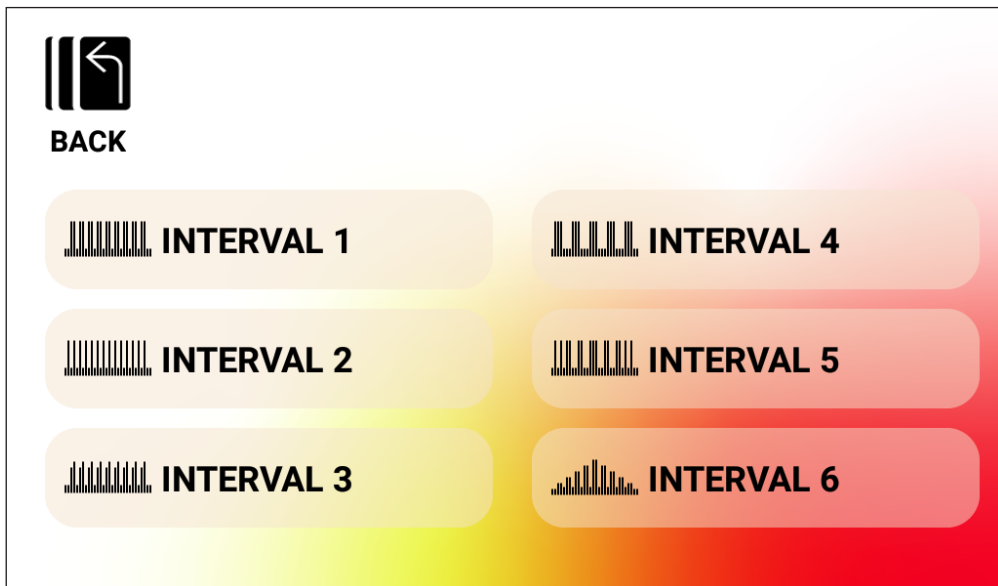 BACK
INTERVAL 1
INTERVAL 4
INTERVAL 2
INTERVAL 5
INTERVAL 3
INTERVAL 6